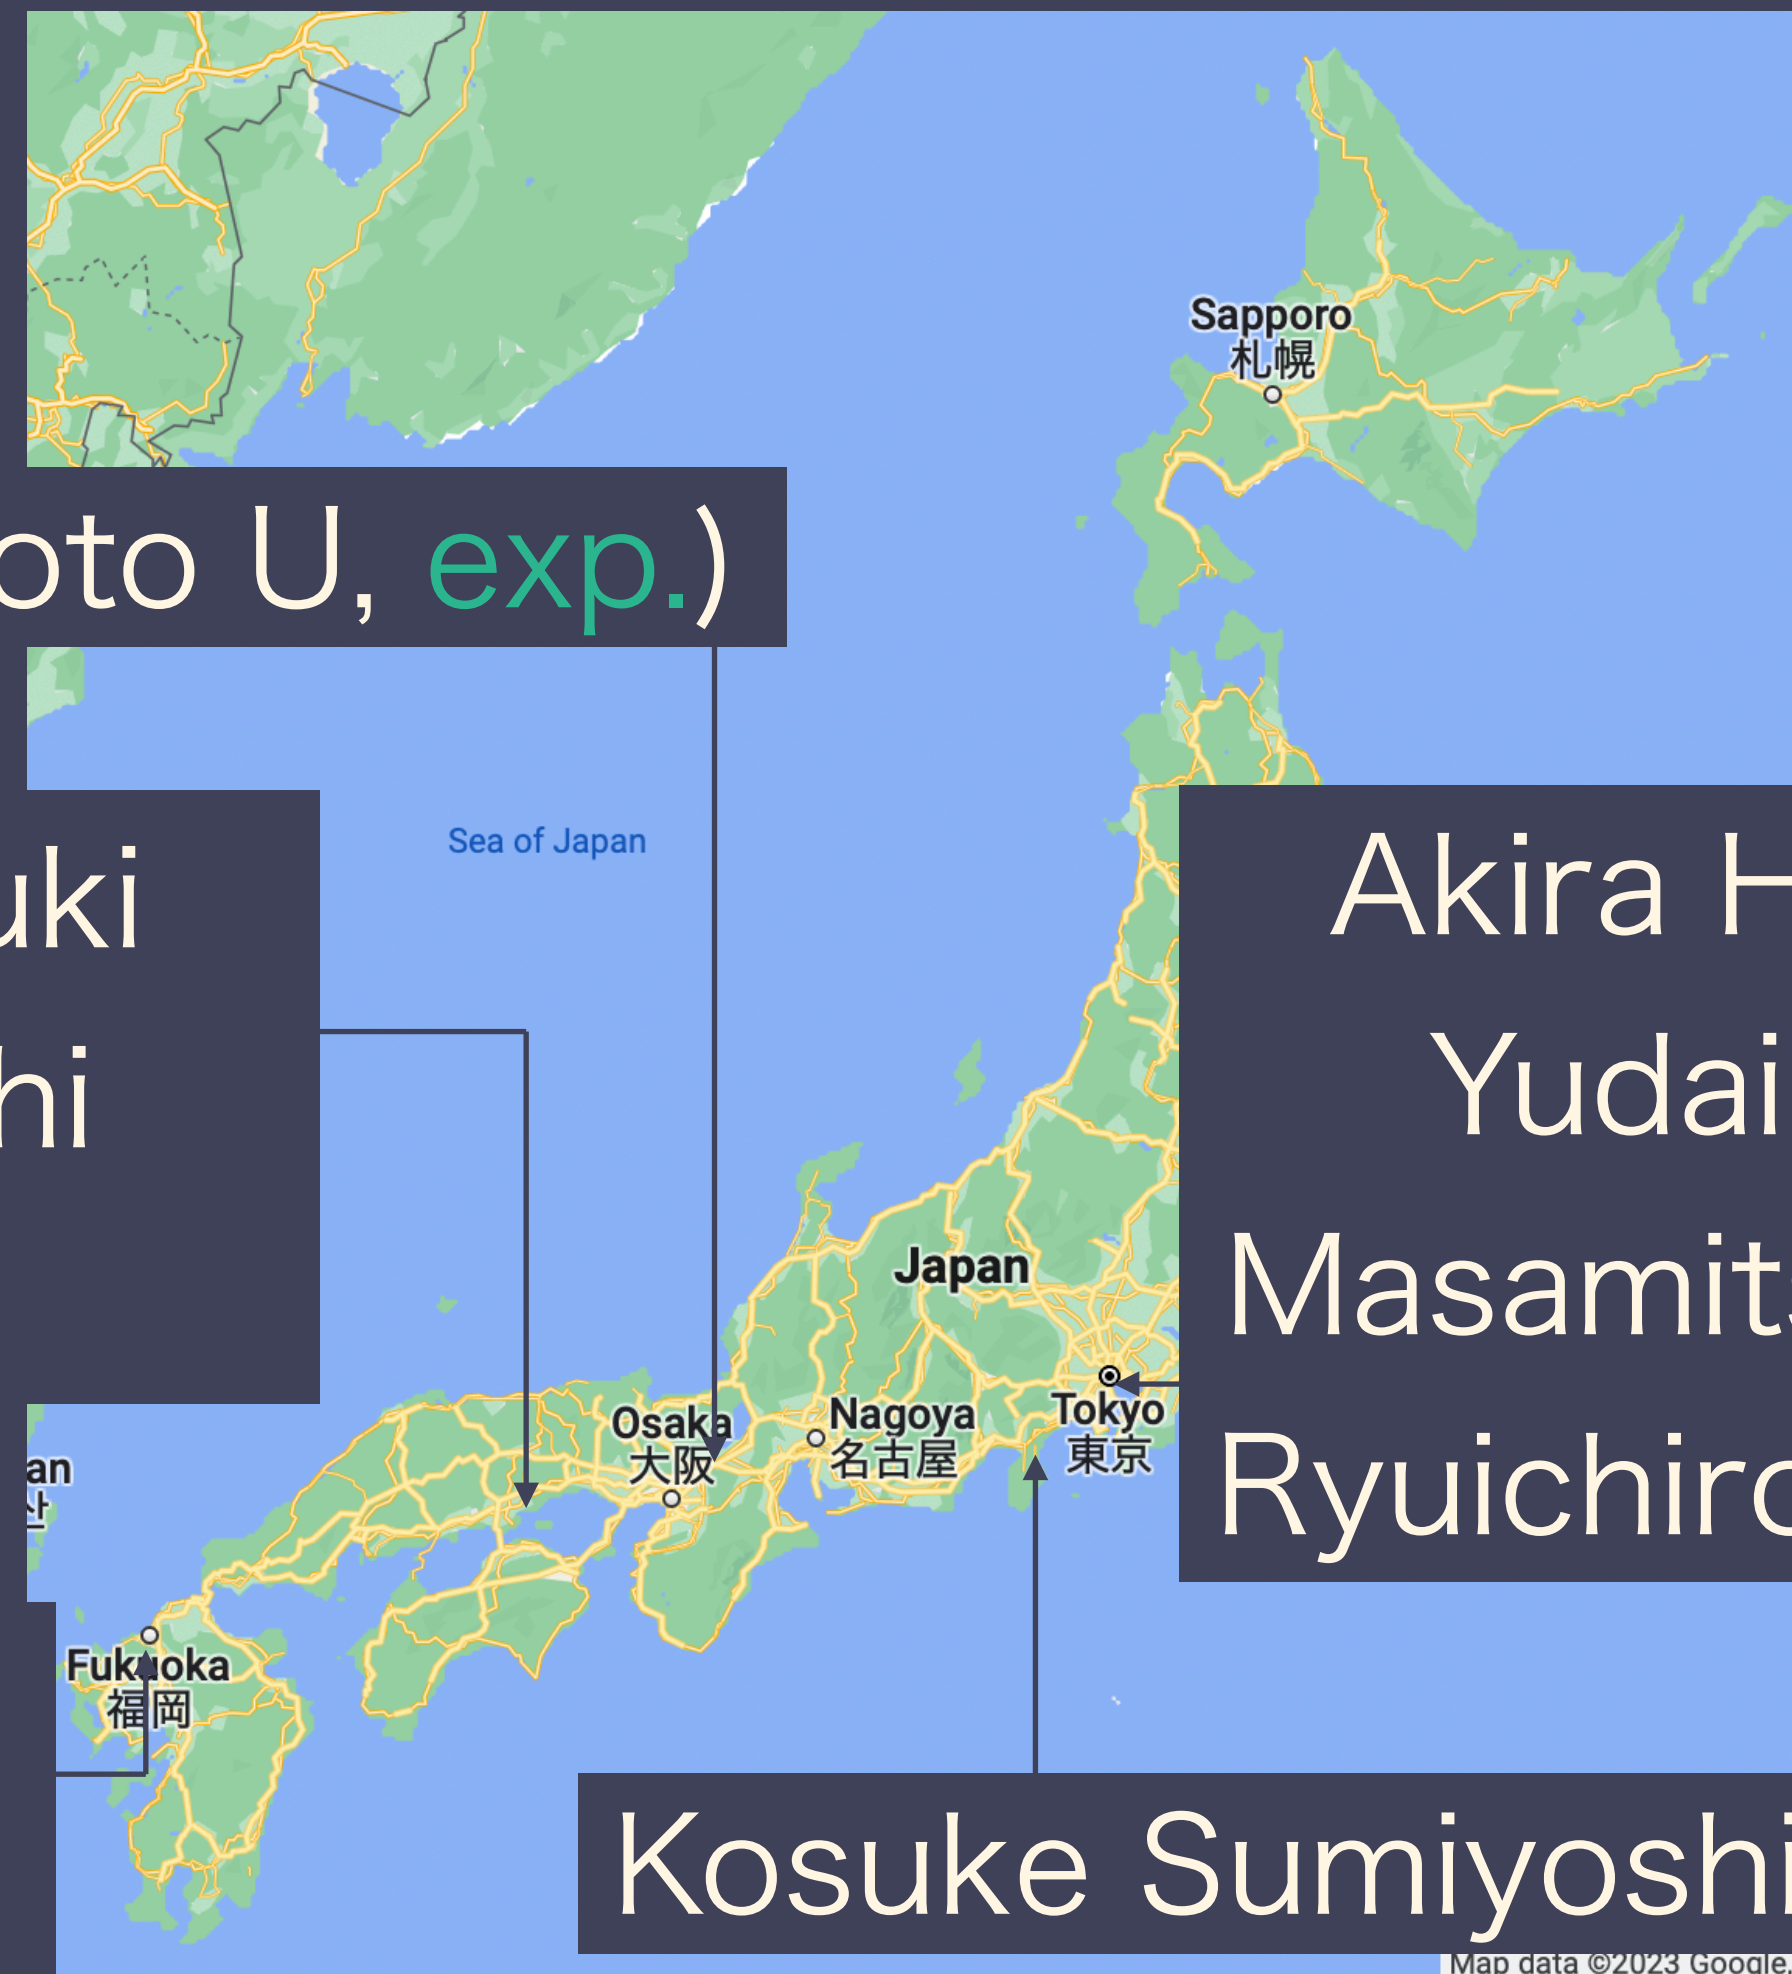 Sapporo
札幌
oto U, exp.)
Sea of Japan
uki
hi
Akira H
Yudai
Masamits
Ryuichiro
Japan
Osaka
大阪
Nagoya
名古屋
Tokyo
東京
an
산
Fukuoka
福岡
Kosuke Sumiyoshi
Map data ©2023 Google,